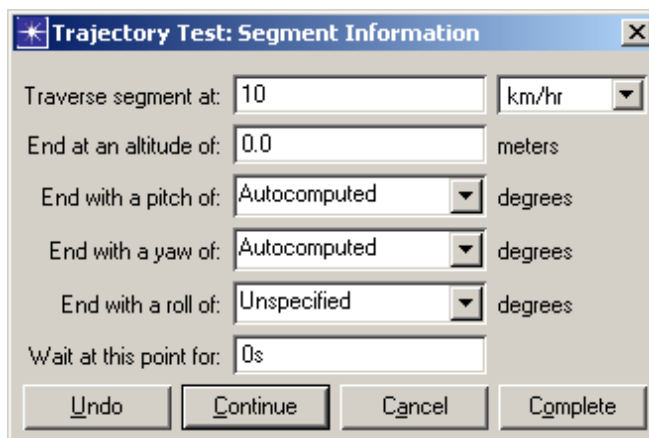 Trajectory Test: Segment Information
Traverse segment at: 10 km/hr
End at an altitude of: 0.0 meters
End with a pitch of: Autocomputed degrees
End with a yaw of: Autocomputed degrees
End with a roll of: Unspecified degrees
Wait at this point for: 0s
Undo Continue Cancel Complete